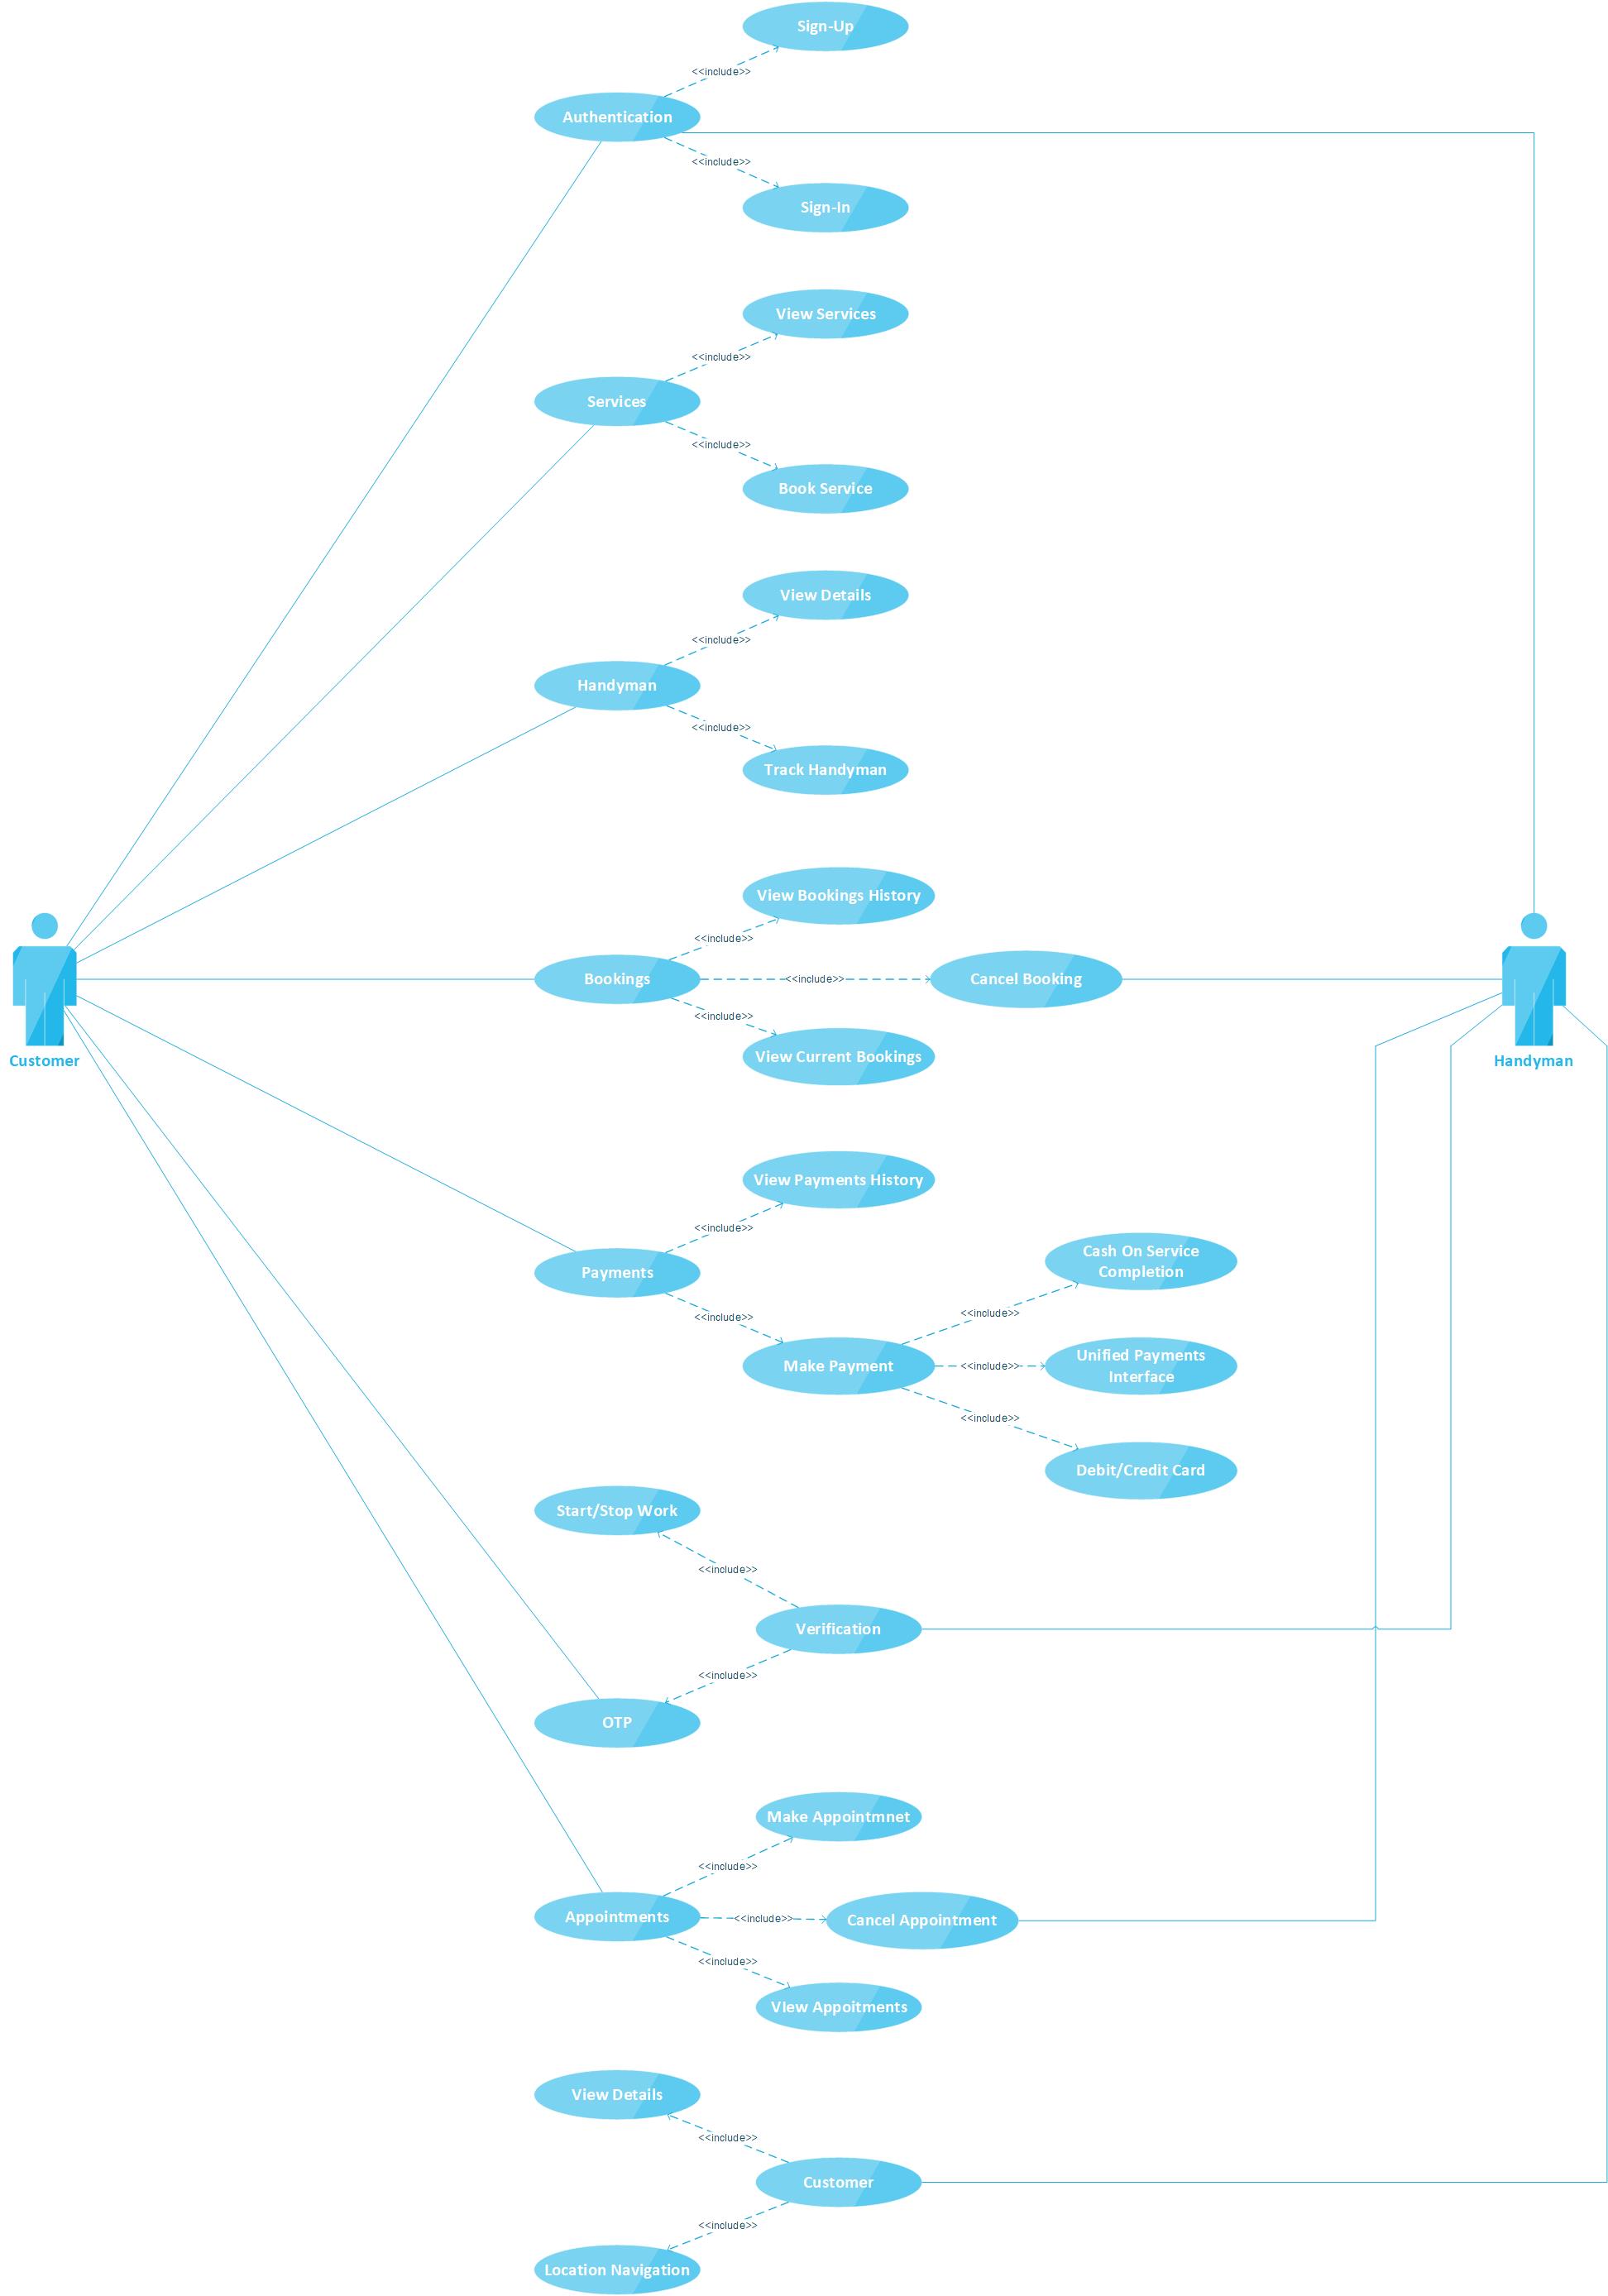 Sign-Up
<<include>>
Authentication
<<include>>
Sign-In
View Services
<<include>>
Services
<<include>>
Book Service
View Details
<<include>>
Handyman
<<include>>
Track Handyman
View Bookings History
<<include>>
Bookings
<<include>>
Cancel Booking
<<include>>
View Current Bookings
Customer
Handyman
View Payments History
<<include>>
Payments
<<include>>
Make Payment
Cash On Service
Completion
<<include>>
<<include>>
Unified Payments
Interface
<<include>>
Debit/Credit Card
Start/Stop Work
<<include>>
Verification
<<include>>
OTP
Make Appointmnet
<<include>>
Appointments
<<include>>
Cancel Appointment
<<include>>
VIew Appoitments
View Details
<<include>>
Customer
<<include>>
Location Navigation